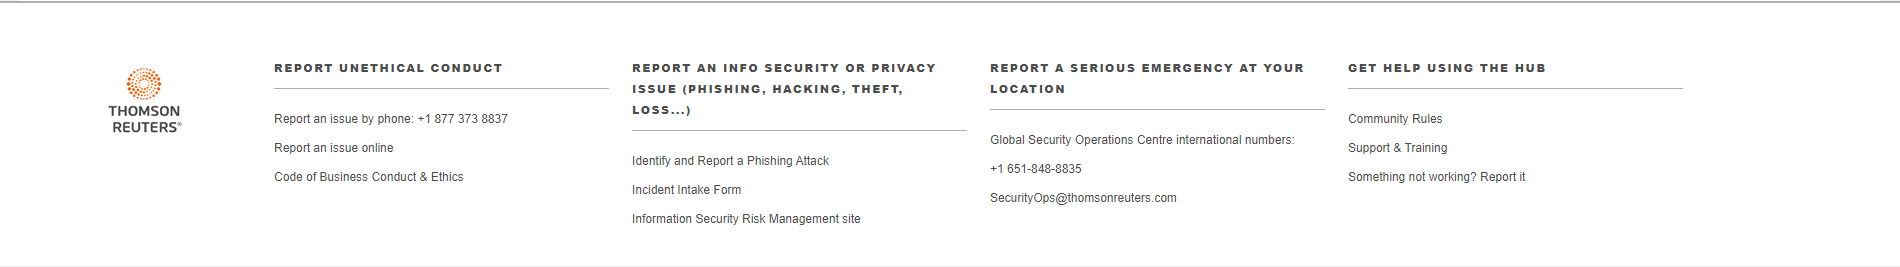 THOMSON
REUTERS®
REPORT UNETHICAL CONDUCT
Report an issue by phone: +1 877 373 8837
Report an issue online
Code of Business Conduct & Ethics
REPORT AN INFO SECURITY OR PRIVACY
ISSUE (PHISHING, HACKING, THEFT,
LOSS...)
Identify and Report a Phishing Attack
Incident Intake Form
Information Security Risk Management site
REPORT A SERIOUS EMERGENCY AT YOUR
LOCATION
Global Security Operations Centre international numbers:
+1 651-848-8835
SecurityOps@thomsonreuters.com
GET HELP USING THE HUB
Community Rules
Support & Training
Something not working? Report it